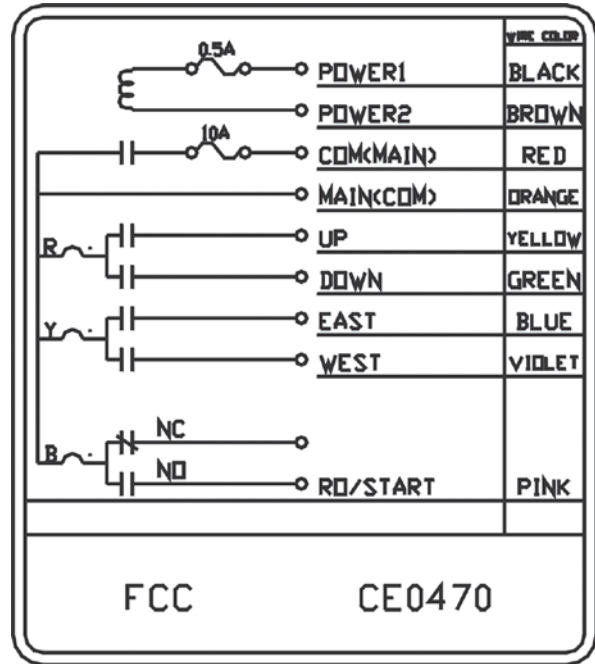 WIRE COLOR
0.5A POWER1 BLACK
POWER2 BROWN
10A COM(MAIN) RED
MAIN(COM) ORANGE
R UP YELLOW
DOWN GREEN
Y EAST BLUE
WEST VIOLET
B NC
NO RO/START PINK
FCC CE0470